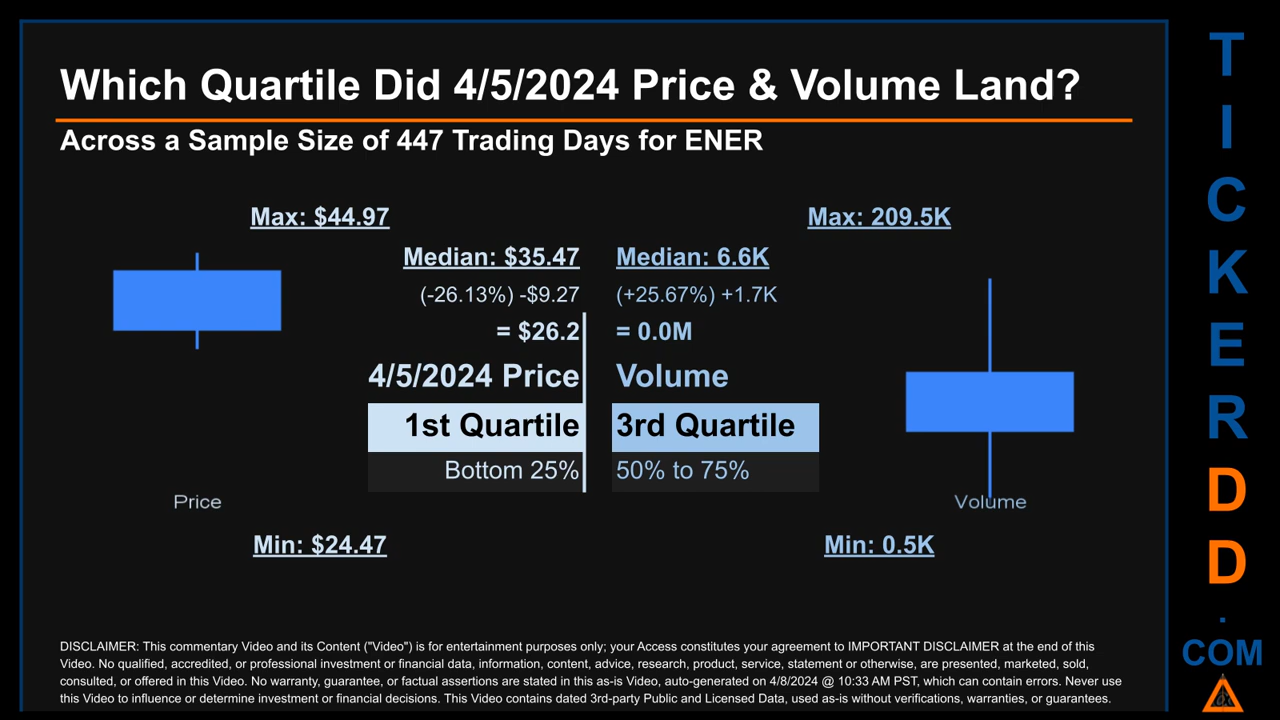 Which Quartile Did 4/5/2024 Price & Volume Land?
Across a Sample Size of 447 Trading Days for ENER
Max: $44.97
Max: 209.5K
Median: $35.47
Median: 6.6K
(-26.13%) -$9.27
(+25.67%) +1.7K
= $26.2
= 0.0M
4/5/2024 Price
Volume
1st Quartile
3rd Quartile
Bottom 25%
50% to 75%
Price
Volume
Min: $24.47
Min: 0.5K
DISCLAIMER: This commentary Video and its Content ("Video") is for entertainment purposes only; your Access constitutes your agreement to IMPORTANT DISCLAIMER at the end of this
Video. No qualified, accredited, or professional investment or financial data, information, content, advice, research, product, service, statement or otherwise, are presented, marketed, sold,
consulted, or offered in this Video. No warranty, guarantee, or factual assertions are stated in this as-is Video, auto-generated on 4/8/2024 @ 10:33 AM PST, which can contain errors. Never use
this Video to influence or determine investment or financial decisions. This Video contains dated 3rd-party Public and Licensed Data, used as-is without verifications, warranties, or guarantees.
T
I
C
K
E
R
D
D
.
COM